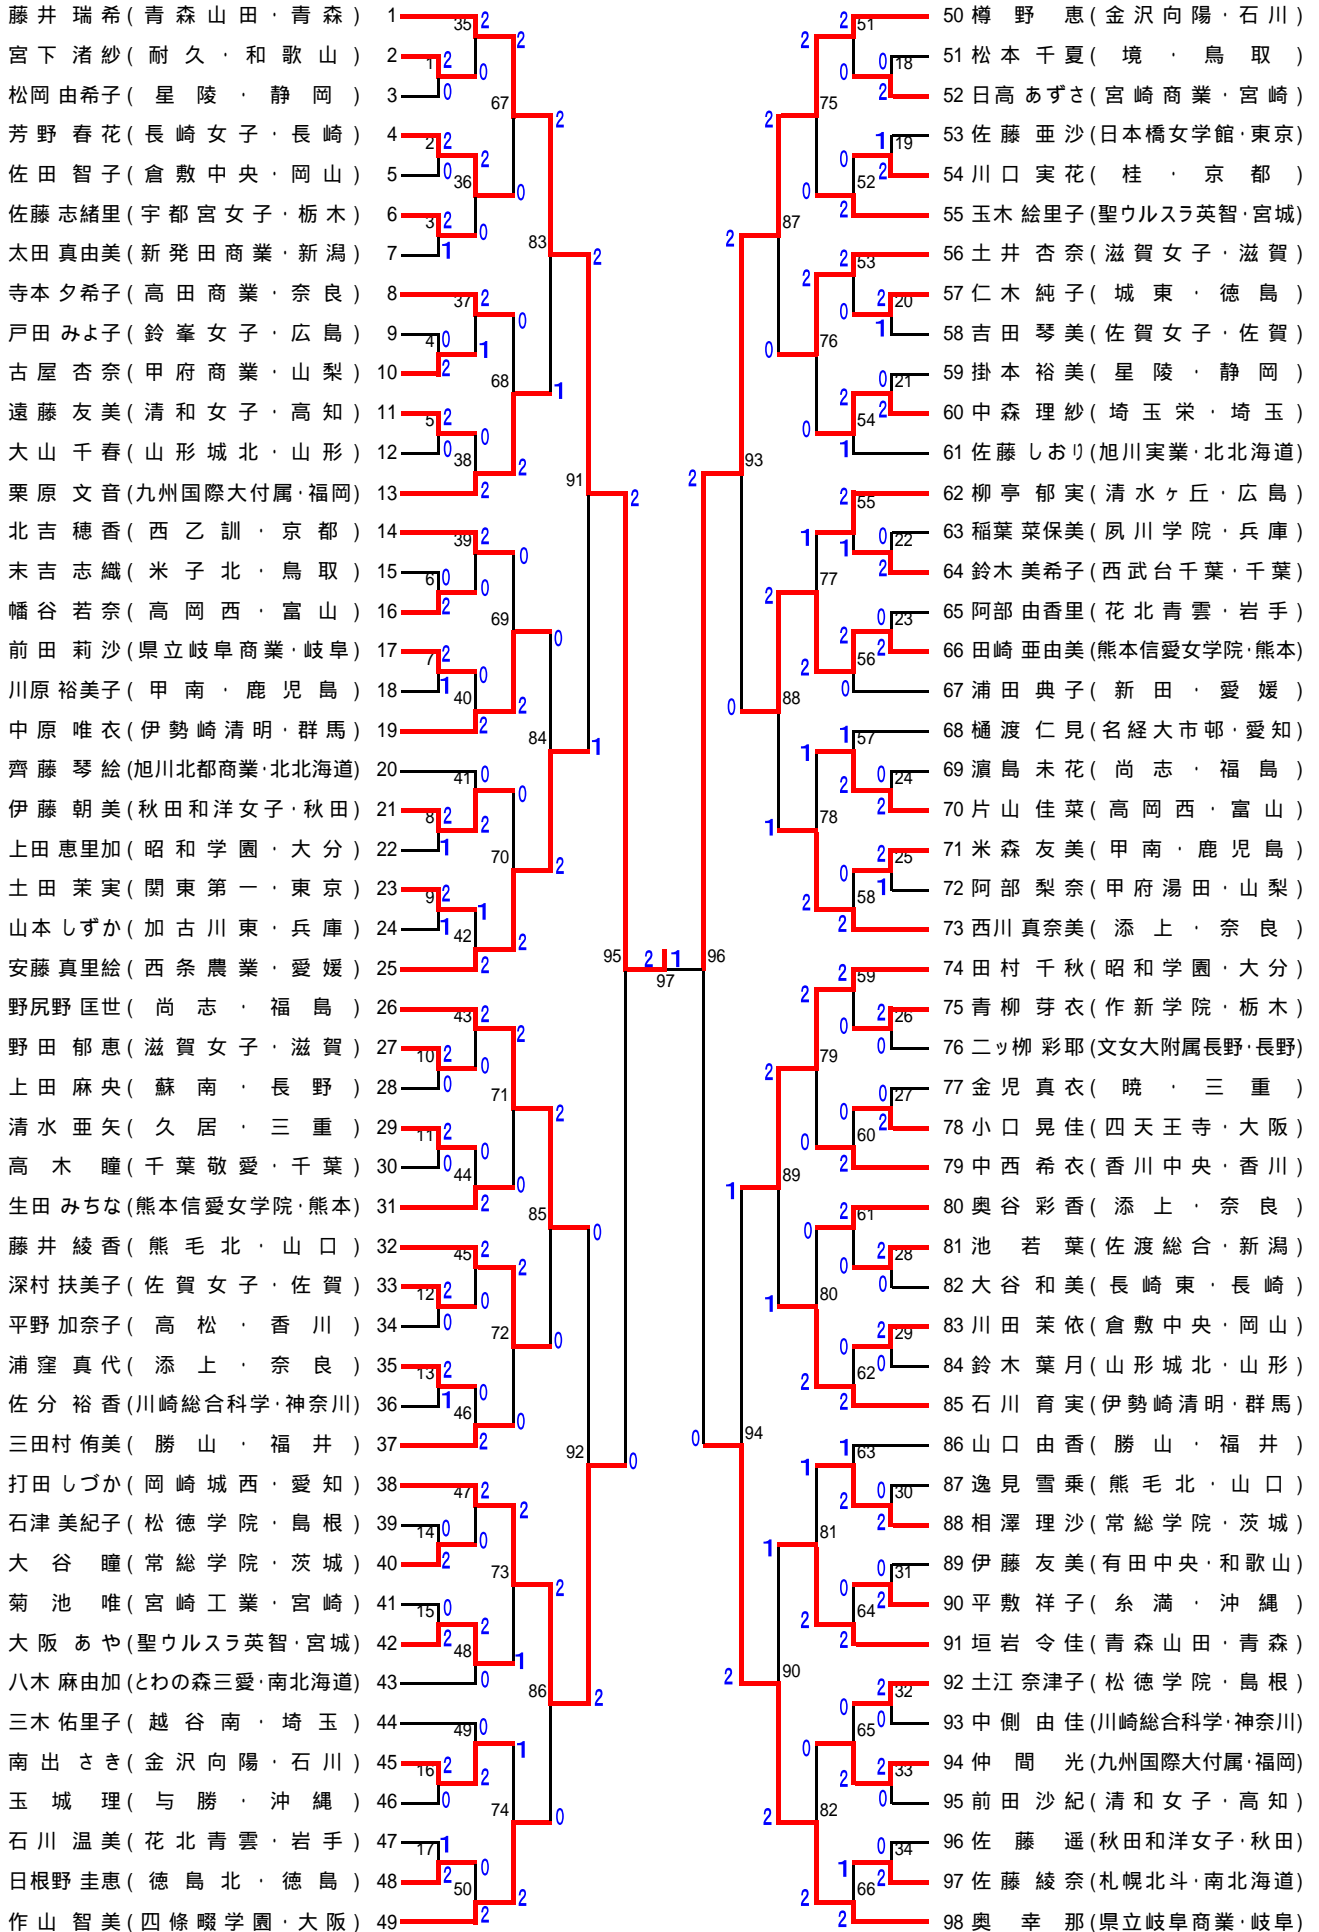 藤井 瑞希(青森山田・青森) 1
宮下 渚紗(耐久・和歌山) 2
松岡 由希子(星陵・静岡) 3
芳野 春花(長崎女子・長崎) 4
佐田 智子(倉敷中央・岡山) 5
佐藤 志緒里(宇都宮女子・栃木) 6
太田 真由美(新発田商業・新潟) 7
寺本 夕希子(高田商業・奈良) 8
戸田 みよ子(鈴峯女子・広島) 9
古屋 杏奈(甲府商業・山梨) 10
遠藤 友美(清和女子・高知) 11
大山 千春(山形城北・山形) 12
栗原 文音(九州国際大付属・福岡) 13
北吉 穂香(西乙訓・京都) 14
末吉 志織(米子北・鳥取) 15
幡谷 若奈(高岡西・富山) 16
前田 莉沙(県立岐阜商業・岐阜) 17
川原 裕美子(甲南・鹿児島) 18
中原 唯衣(伊勢崎清明・群馬) 19
齊藤 琴絵(旭川北都商業・北北海道) 20
伊藤 朝美(秋田和洋女子・秋田) 21
上田 恵里加(昭和学園・大分) 22
土田 茉実(関東第一・東京) 23
山本 しずか(加古川東・兵庫) 24
安藤 真里絵(西条農業・愛媛) 25
野尻野 匡世(尚志・福島) 26
野田 郁恵(滋賀女子・滋賀) 27
上田 麻央(蘇南・長野) 28
清水 亜矢(久居・三重) 29
高木 瞳(千葉敬愛・千葉) 30
生田 みちな(熊本信愛女学院・熊本) 31
藤井 綾香(熊毛北・山口) 32
深村 扶美子(佐賀女子・佐賀) 33
平野 加奈子(高松・香川) 34
浦窪 真代(添上・奈良) 35
佐分 裕香(川崎総合科学・神奈川) 36
三田村 侑美(勝山・福井) 37
打田 しづか(岡崎城西・愛知) 38
石津 美紀子(松徳学院・島根) 39
大谷 瞳(常総学院・茨城) 40
菊池 唯(宮崎工業・宮崎) 41
大阪 あや(聖ウルスラ英智・宮城) 42
八木 麻由加(とわの森三愛・南北海道) 43
三木 佑里子(越谷南・埼玉) 44
南出 さき(金沢向陽・石川) 45
玉城 理(与勝・沖縄) 46
石川 温美(花北青雲・岩手) 47
日根野 圭恵(徳島北・徳島) 48
作山 智美(四條畷学園・大阪) 49
50 樽野 恵(金沢向陽・石川)
51 松本 千夏(境・鳥取)
52 日高 あずさ(宮崎商業・宮崎)
53 佐藤 亜沙(日本橋女学館・東京)
54 川口 実花(桂・京都)
55 玉木 絵里子(聖ウルスラ英智・宮城)
56 土井 杏奈(滋賀女子・滋賀)
57 仁木 純子(城東・徳島)
58 吉田 琴美(佐賀女子・佐賀)
59 掛本 裕美(星陵・静岡)
60 中森 理紗(埼玉栄・埼玉)
61 佐藤 しおり(旭川実業・北北海道)
62 柳亭 郁実(清水ヶ丘・広島)
63 稲葉 菜保美(夙川学院・兵庫)
64 鈴木 美希子(西武台千葉・千葉)
65 阿部 由香里(花北青雲・岩手)
66 田崎 亜由美(熊本信愛女学院・熊本)
67 浦田 典子(新田・愛媛)
68 樋渡 仁見(名経大市邨・愛知)
69 濵島 未花(尚志・福島)
70 片山 佳菜(高岡西・富山)
71 米森 友美(甲南・鹿児島)
72 阿部 梨奈(甲府湯田・山梨)
73 西川 真奈美(添上・奈良)
74 田村 千秋(昭和学園・大分)
75 青柳 芽衣(作新学院・栃木)
76 二ッ栁 彩耶(文女大附属長野・長野)
77 金児 真衣(暁・三重)
78 小口 晃佳(四天王寺・大阪)
79 中西 希衣(香川中央・香川)
80 奥谷 彩香(添上・奈良)
81 池 若葉(佐渡総合・新潟)
82 大谷 和美(長崎東・長崎)
83 川田 茉依(倉敷中央・岡山)
84 鈴木 葉月(山形城北・山形)
85 石川 育実(伊勢崎清明・群馬)
86 山口 由香(勝山・福井)
87 逸見 雪乗(熊毛北・山口)
88 相澤 理沙(常総学院・茨城)
89 伊藤 友美(有田中央・和歌山)
90 平敷 祥子(糸満・沖縄)
91 垣岩 令佳(青森山田・青森)
92 土江 奈津子(松徳学院・島根)
93 中側 由佳(川崎総合科学・神奈川)
94 仲間 光(九州国際大付属・福岡)
95 前田 沙紀(清和女子・高知)
96 佐藤 遥(秋田和洋女子・秋田)
97 佐藤 綾奈(札幌北斗・南北海道)
98 奥 幸那(県立岐阜商業・岐阜)
95 2 1 96
97